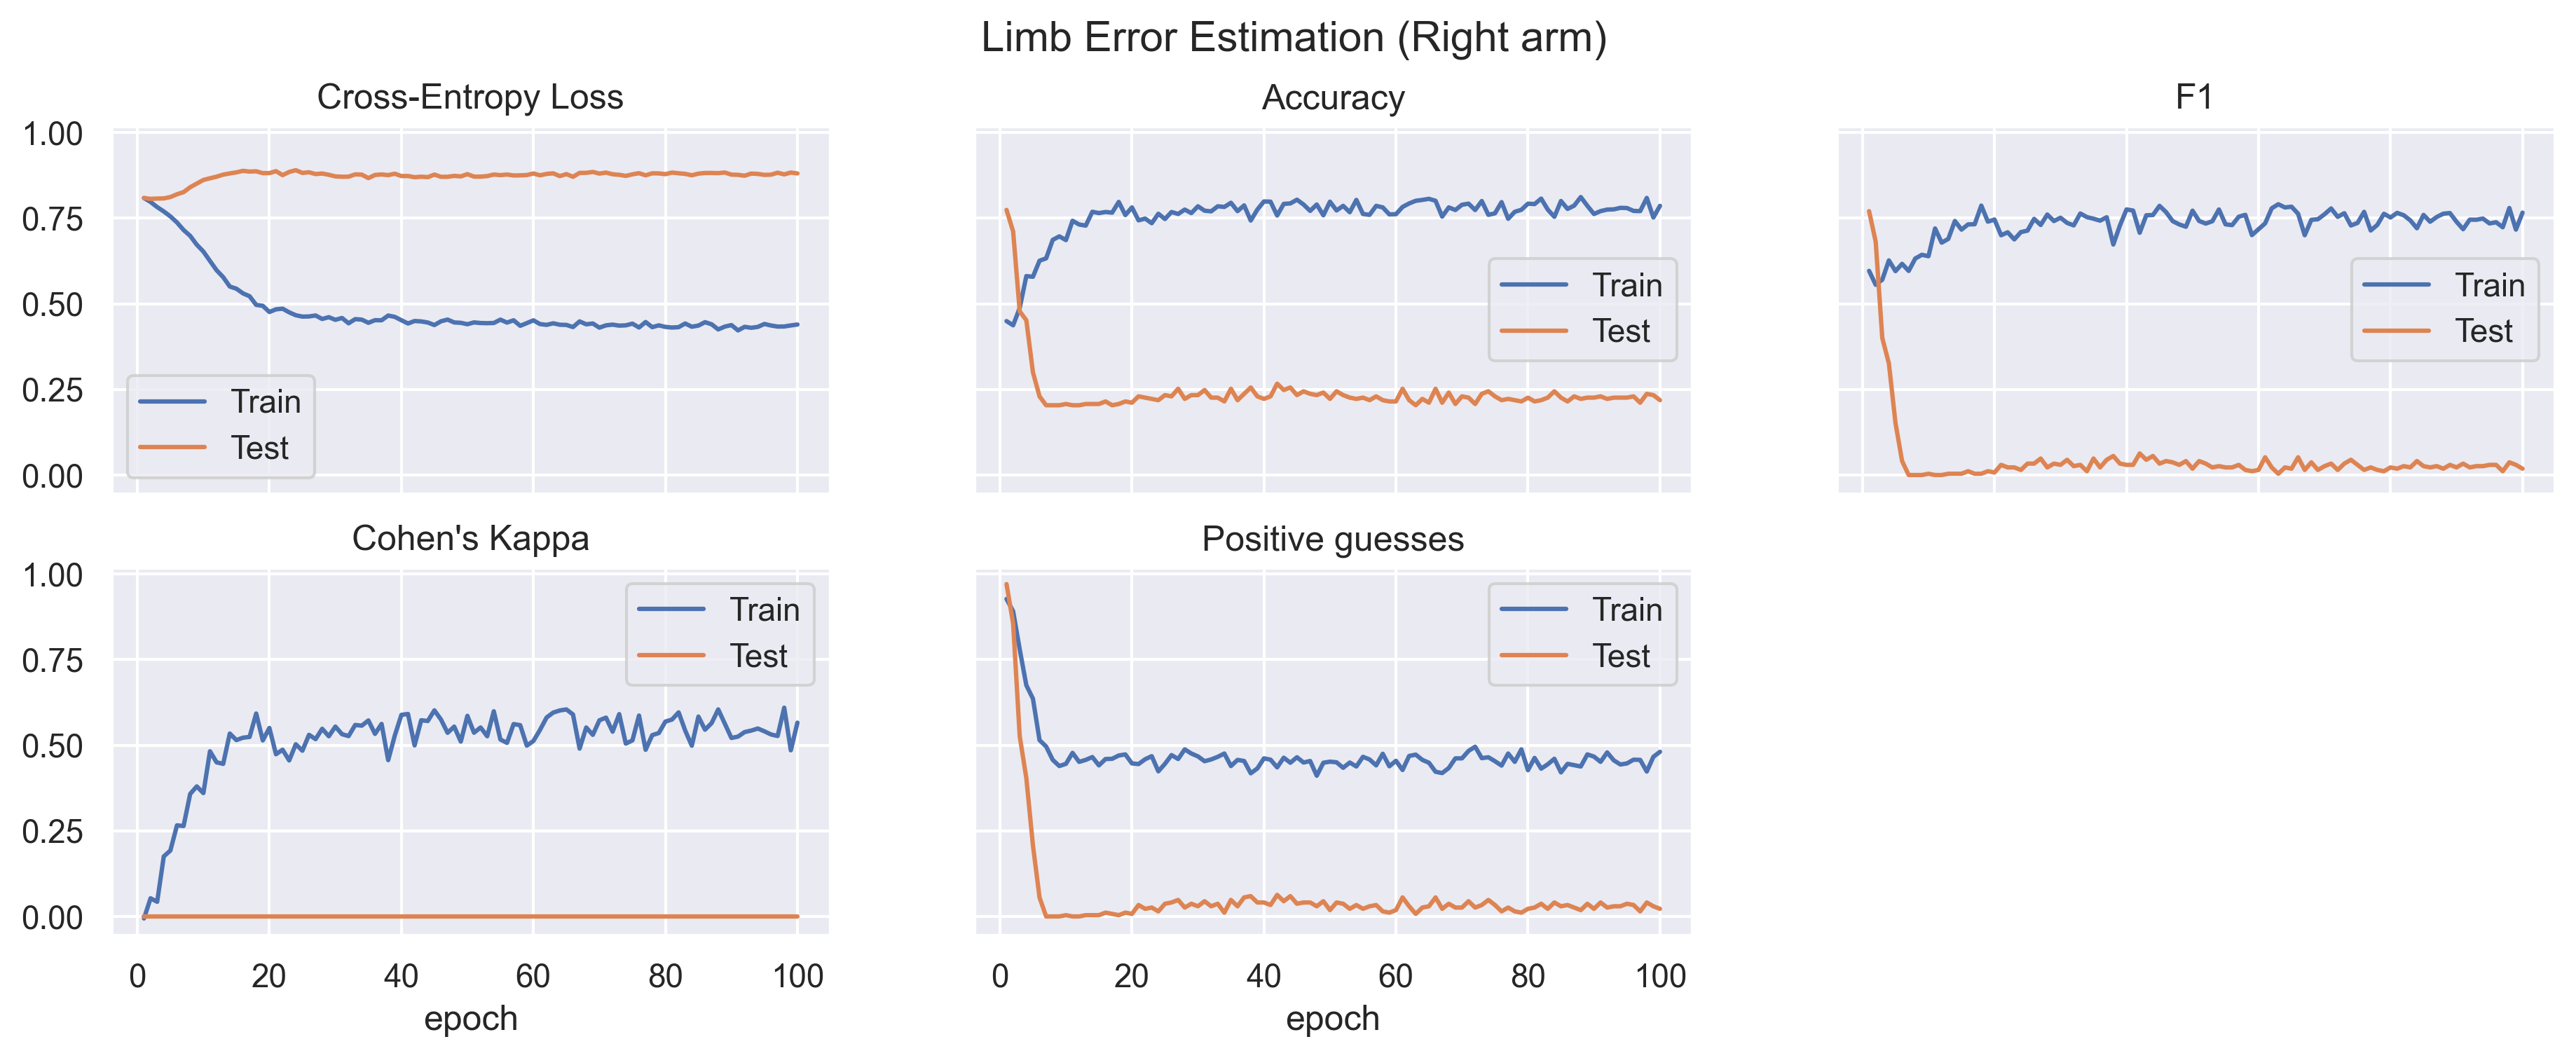 Limb Error Estimation (Right arm)
Cross-Entropy Loss
Accuracy
F1
1.00
0.75
0.50
0.25
0.00
Train
Test
Train
Test
Train
Test
Cohen's Kappa
Positive guesses
1.00
0.75
0.50
0.25
0.00
Train
Test
Train
Test
0 20 40 60 80 100
0 20 40 60 80 100
epoch
epoch